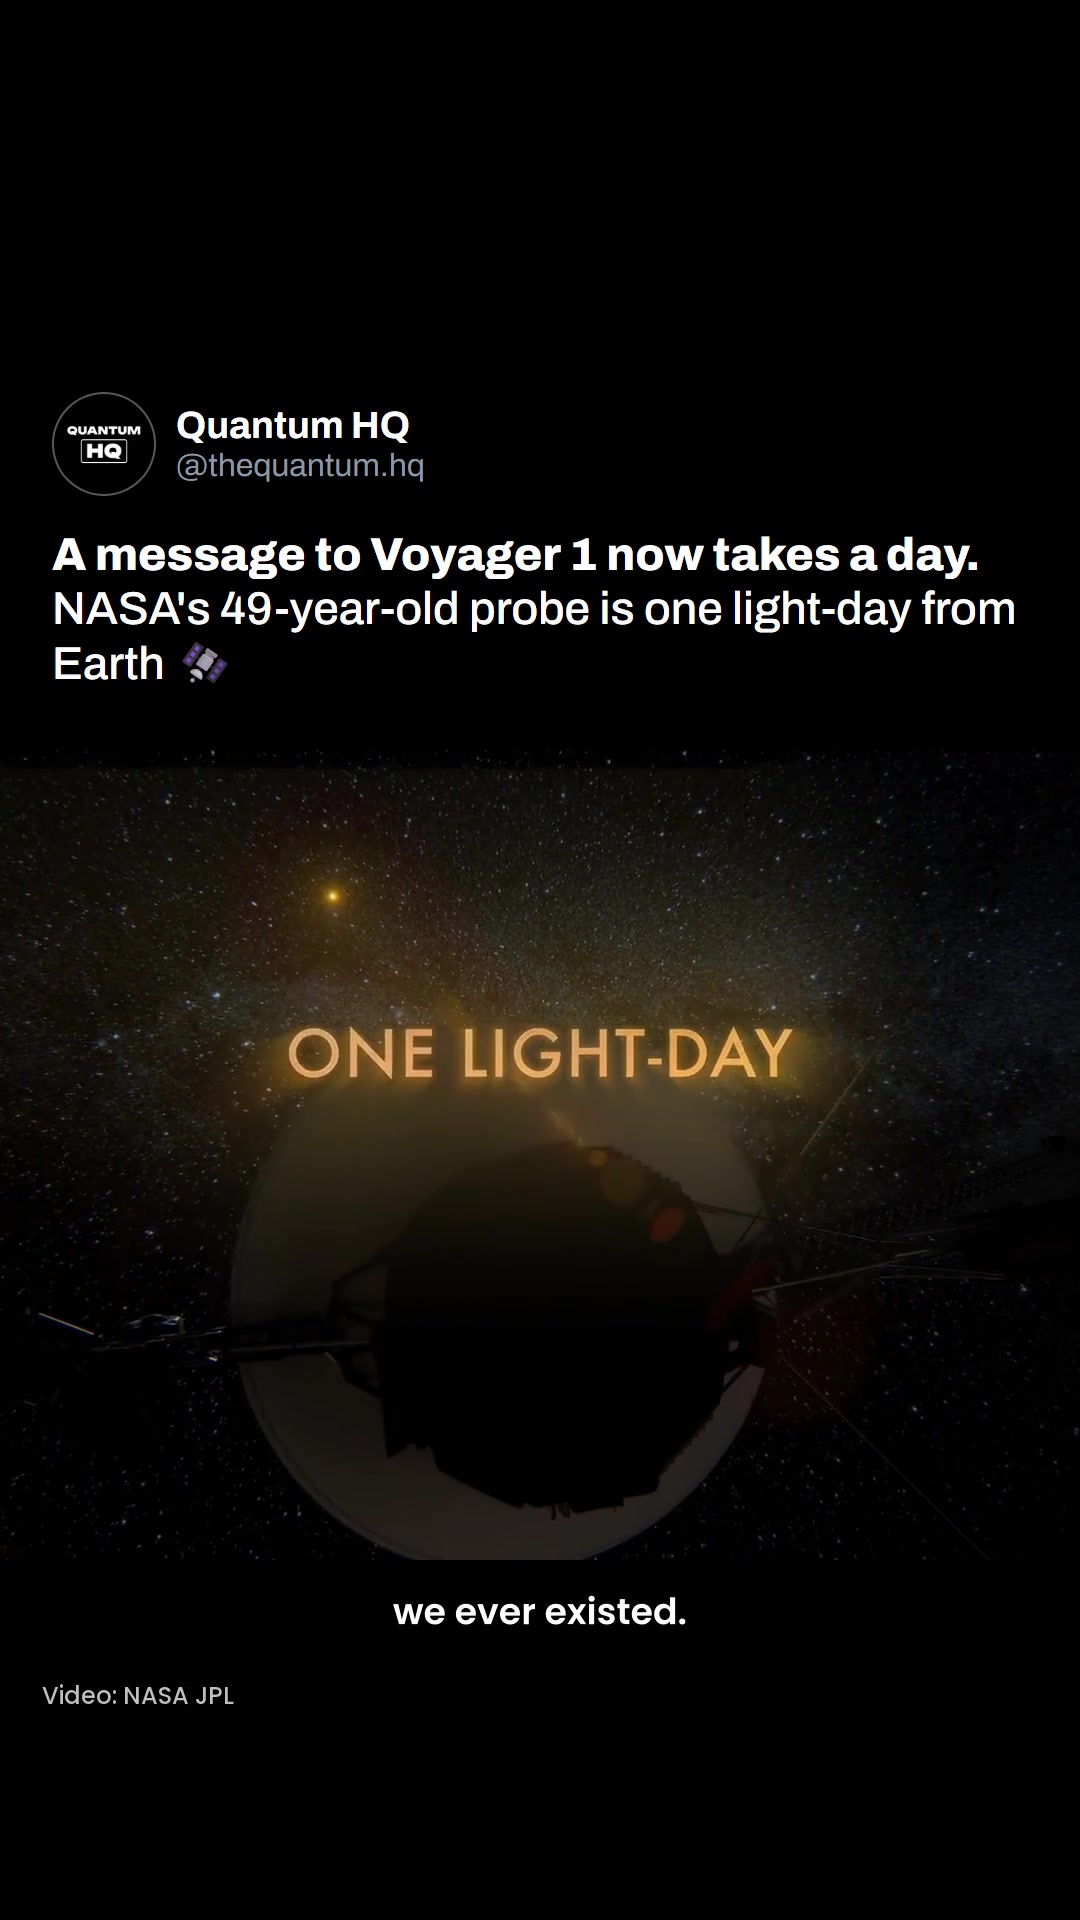 QUANTUM
HQ
Quantum HQ
@thequantum.hq
A message to Voyager 1 now takes a day.
NASA's 49-year-old probe is one light-day from
Earth
ONE LIGHT-DAY
we ever existed.
Video: NASA JPL